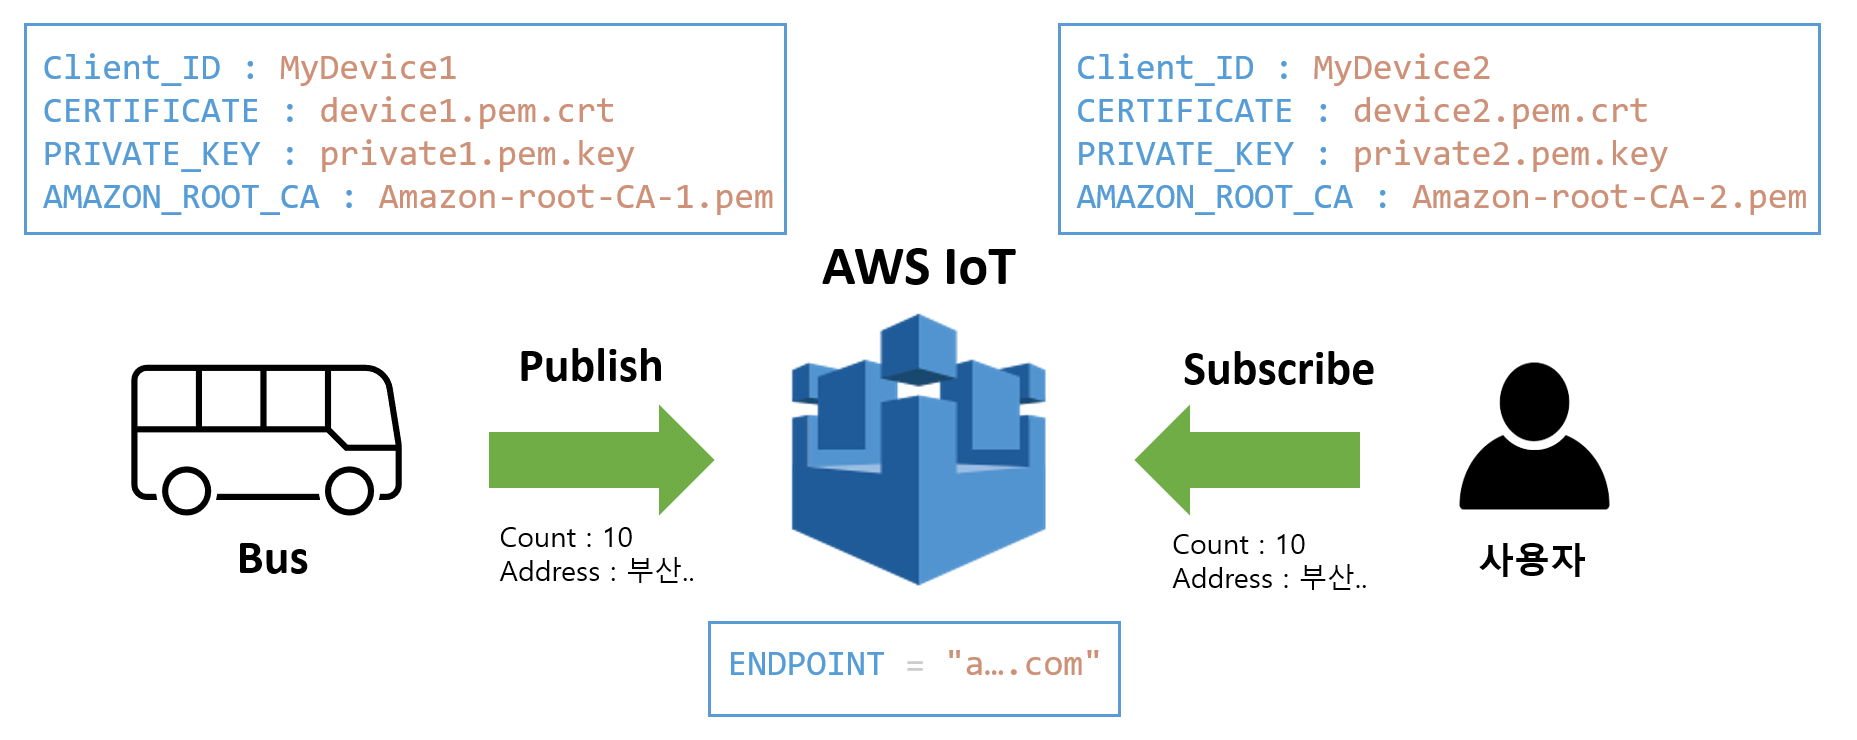 Client_ID : MyDevice1
CERTIFICATE : device1.pem.crt
PRIVATE_KEY : private1.pem.key
AMAZON_ROOT_CA : Amazon-root-CA-1.pem
Client_ID : MyDevice2
CERTIFICATE : device2.pem.crt
PRIVATE_KEY : private2.pem.key
AMAZON_ROOT_CA : Amazon-root-CA-2.pem
AWS IoT
Publish
Subscribe
Count : 10
Address : 부산..
Count : 10
Address : 부산..
Bus
사용자
ENDPOINT = "a….com"